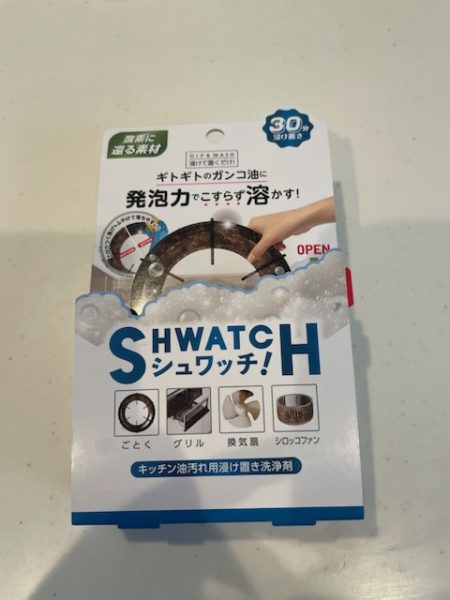 酸素に
還る素材
30分
浸け置き
DIP & WASH
浸けて置くだけ!
ギトギトのガンコ油に
発泡力でこすらず溶かす!
OPEN
SHWATCH
シュワッチ!
ごとく
グリル
換気扇
シロッコファン
キッチン油汚れ用浸け置き洗浄剤